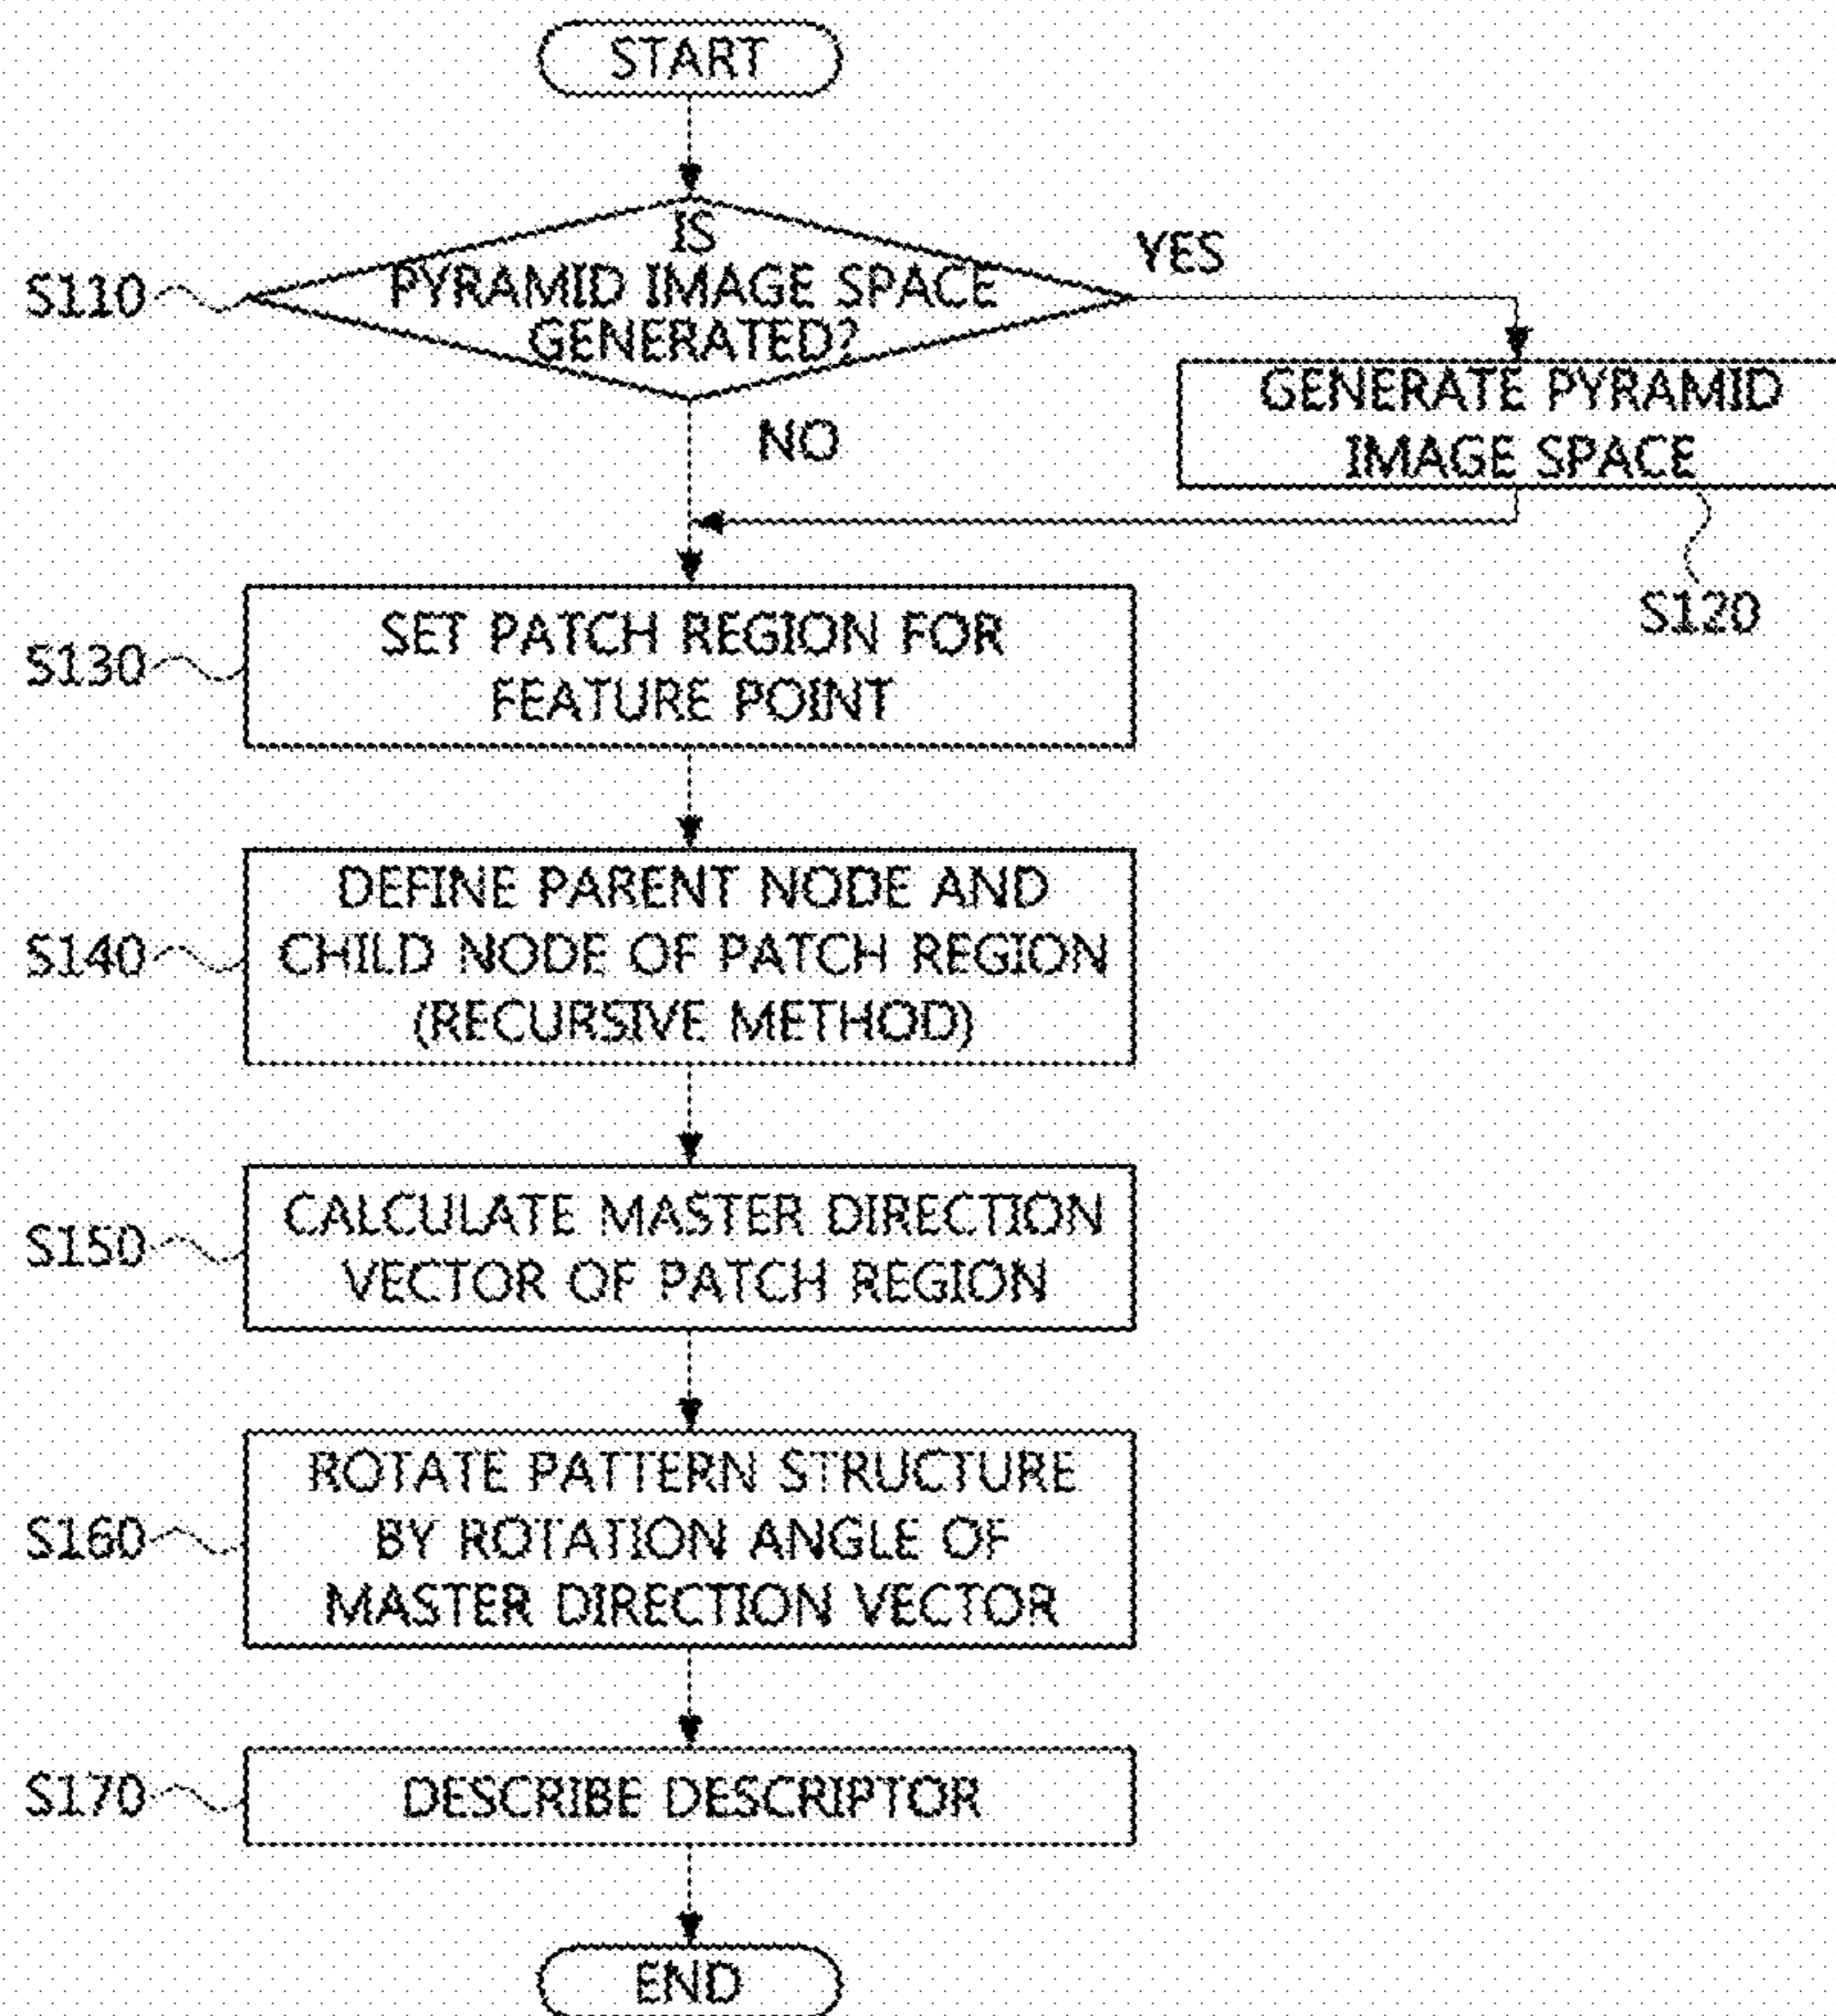 START
IS
PYRAMID IMAGE SPACE
GENERATED?
S110
YES
GENERATE PYRAMID
IMAGE SPACE
S120
NO
SET PATCH REGION FOR
FEATURE POINT
S130
DEFINE PARENT NODE AND
CHILD NODE OF PATCH REGION
(RECURSIVE METHOD)
S140
CALCULATE MASTER DIRECTION
VECTOR OF PATCH REGION
S150
ROTATE PATTERN STRUCTURE
BY ROTATION ANGLE OF
MASTER DIRECTION VECTOR
S160
DESCRIBE DESCRIPTOR
S170
END